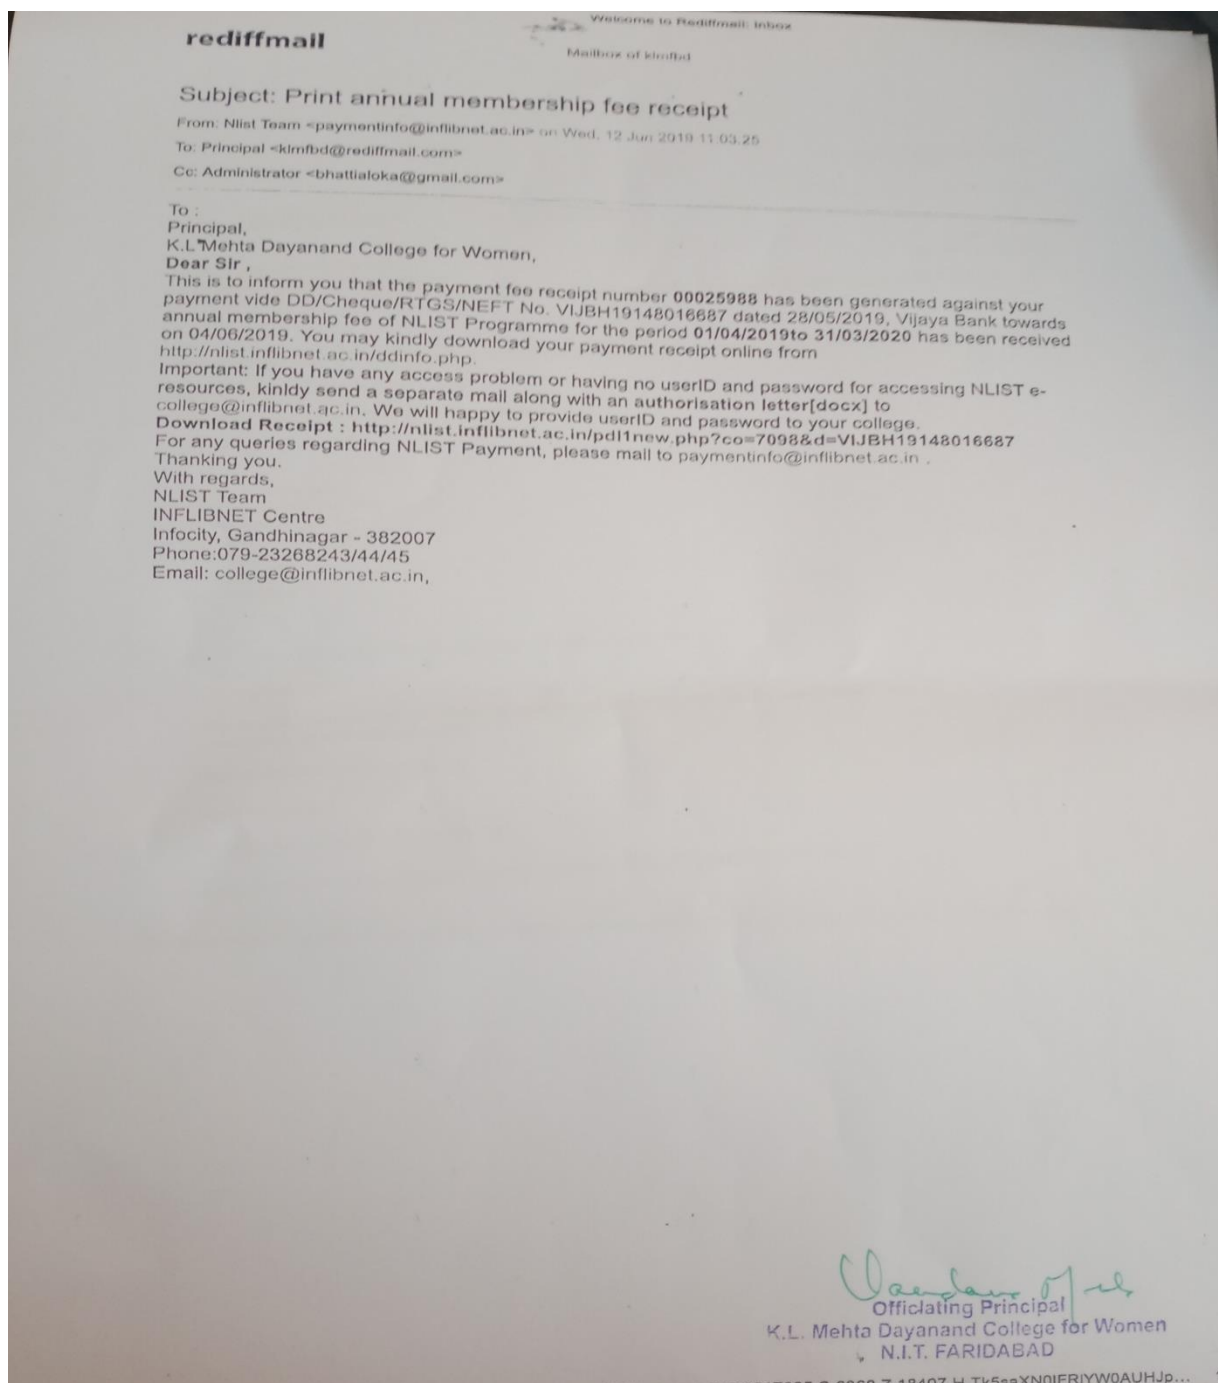 Welcome to Rediffmail: Inbox
rediffmail
Mailbox of klmfbd
Subject: Print annual membership fee receipt
From: Nlist Team <paymentinfo@inflibnet.ac.in> on Wed, 12 Jun 2019 11:03:25
To: Principal <klmfbd@rediffmail.com>
Cc: Administrator <bhattialoka@gmail.com>
To :
Principal,
K.L Mehta Dayanand College for Women,
Dear Sir ,
This is to inform you that the payment fee receipt number 00025988 has been generated against your
payment vide DD/Cheque/RTGS/NEFT No. VIJBH19148016687 dated 28/05/2019, Vijaya Bank towards
annual membership fee of NLIST Programme for the period 01/04/2019to 31/03/2020 has been received
on 04/06/2019. You may kindly download your payment receipt online from
http://nlist.inflibnet.ac.in/ddinfo.php.
Important: If you have any access problem or having no userID and password for accessing NLIST e-
resources, kinldy send a separate mail along with an authorisation letter[docx] to
college@inflibnet.ac.in. We will happy to provide userID and password to your college.
Download Receipt : http://nlist.inflibnet.ac.in/pdl1new.php?co=7098&d=VIJBH19148016687
For any queries regarding NLIST Payment, please mail to paymentinfo@inflibnet.ac.in .
Thanking you.
With regards,
NLIST Team
INFLIBNET Centre
Infocity, Gandhinagar - 382007
Phone:079-23268243/44/45
Email: college@inflibnet.ac.in,
Officiating Principal
K.L. Mehta Dayanand College for Women
N.I.T. FARIDABAD